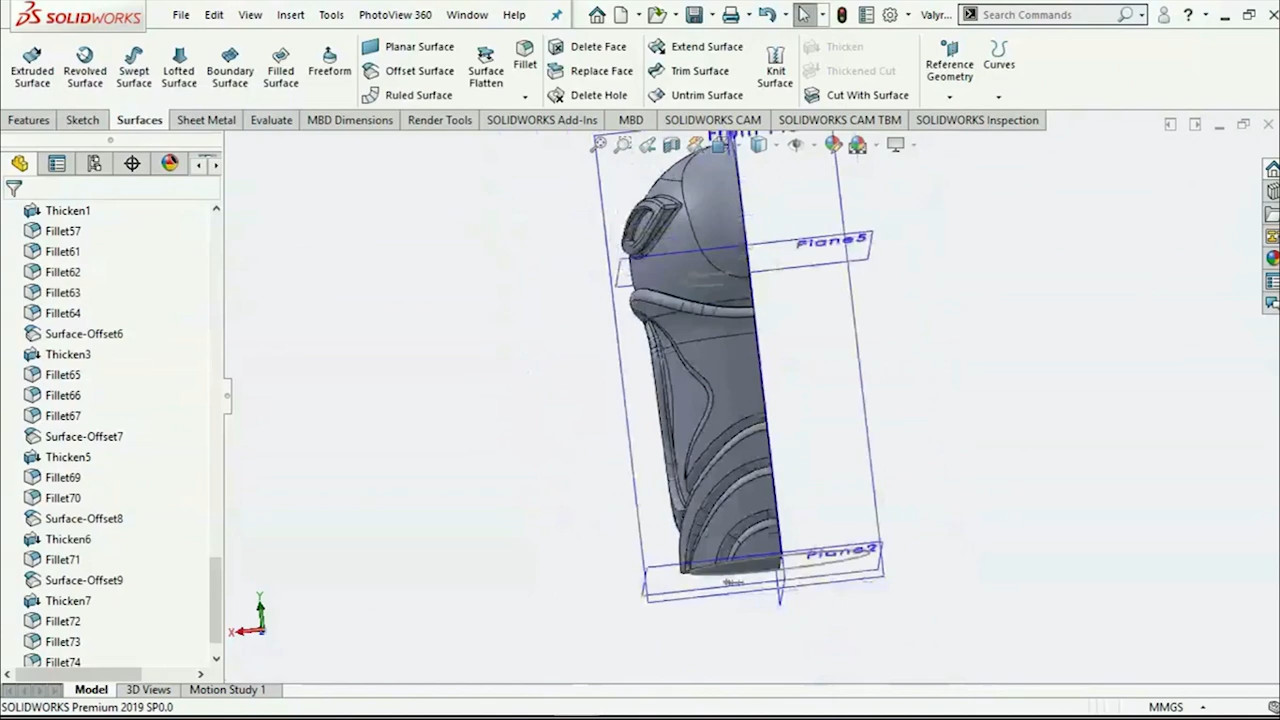 SOLIDWORKS File Edit View Insert Tools PhotoView 360 Window Help Valyr... Search Commands ?
Extruded Surface
Revolved Surface
Swept Surface
Lofted Surface
Boundary Surface
Filled Surface
Freeform
Planar Surface
Offset Surface
Ruled Surface
Surface Flatten
Fillet
Delete Face
Replace Face
Delete Hole
Extend Surface
Trim Surface
Untrim Surface
Knit Surface
Thicken
Thickened Cut
Cut With Surface
Reference Geometry
Curves
Features Sketch Surfaces Sheet Metal Evaluate MBD Dimensions Render Tools SOLIDWORKS Add-Ins MBD SOLIDWORKS CAM SOLIDWORKS CAM TBM SOLIDWORKS Inspection
Thicken1
Fillet57
Fillet61
Fillet62
Fillet63
Fillet64
Surface-Offset6
Thicken3
Fillet65
Fillet66
Fillet67
Surface-Offset7
Thicken5
Fillet69
Fillet70
Surface-Offset8
Thicken6
Fillet71
Surface-Offset9
Thicken7
Fillet72
Fillet73
Fillet74
Plane5
Plane2
Y
X
Model 3D Views Motion Study 1
SOLIDWORKS Premium 2019 SP0.0 MMGS